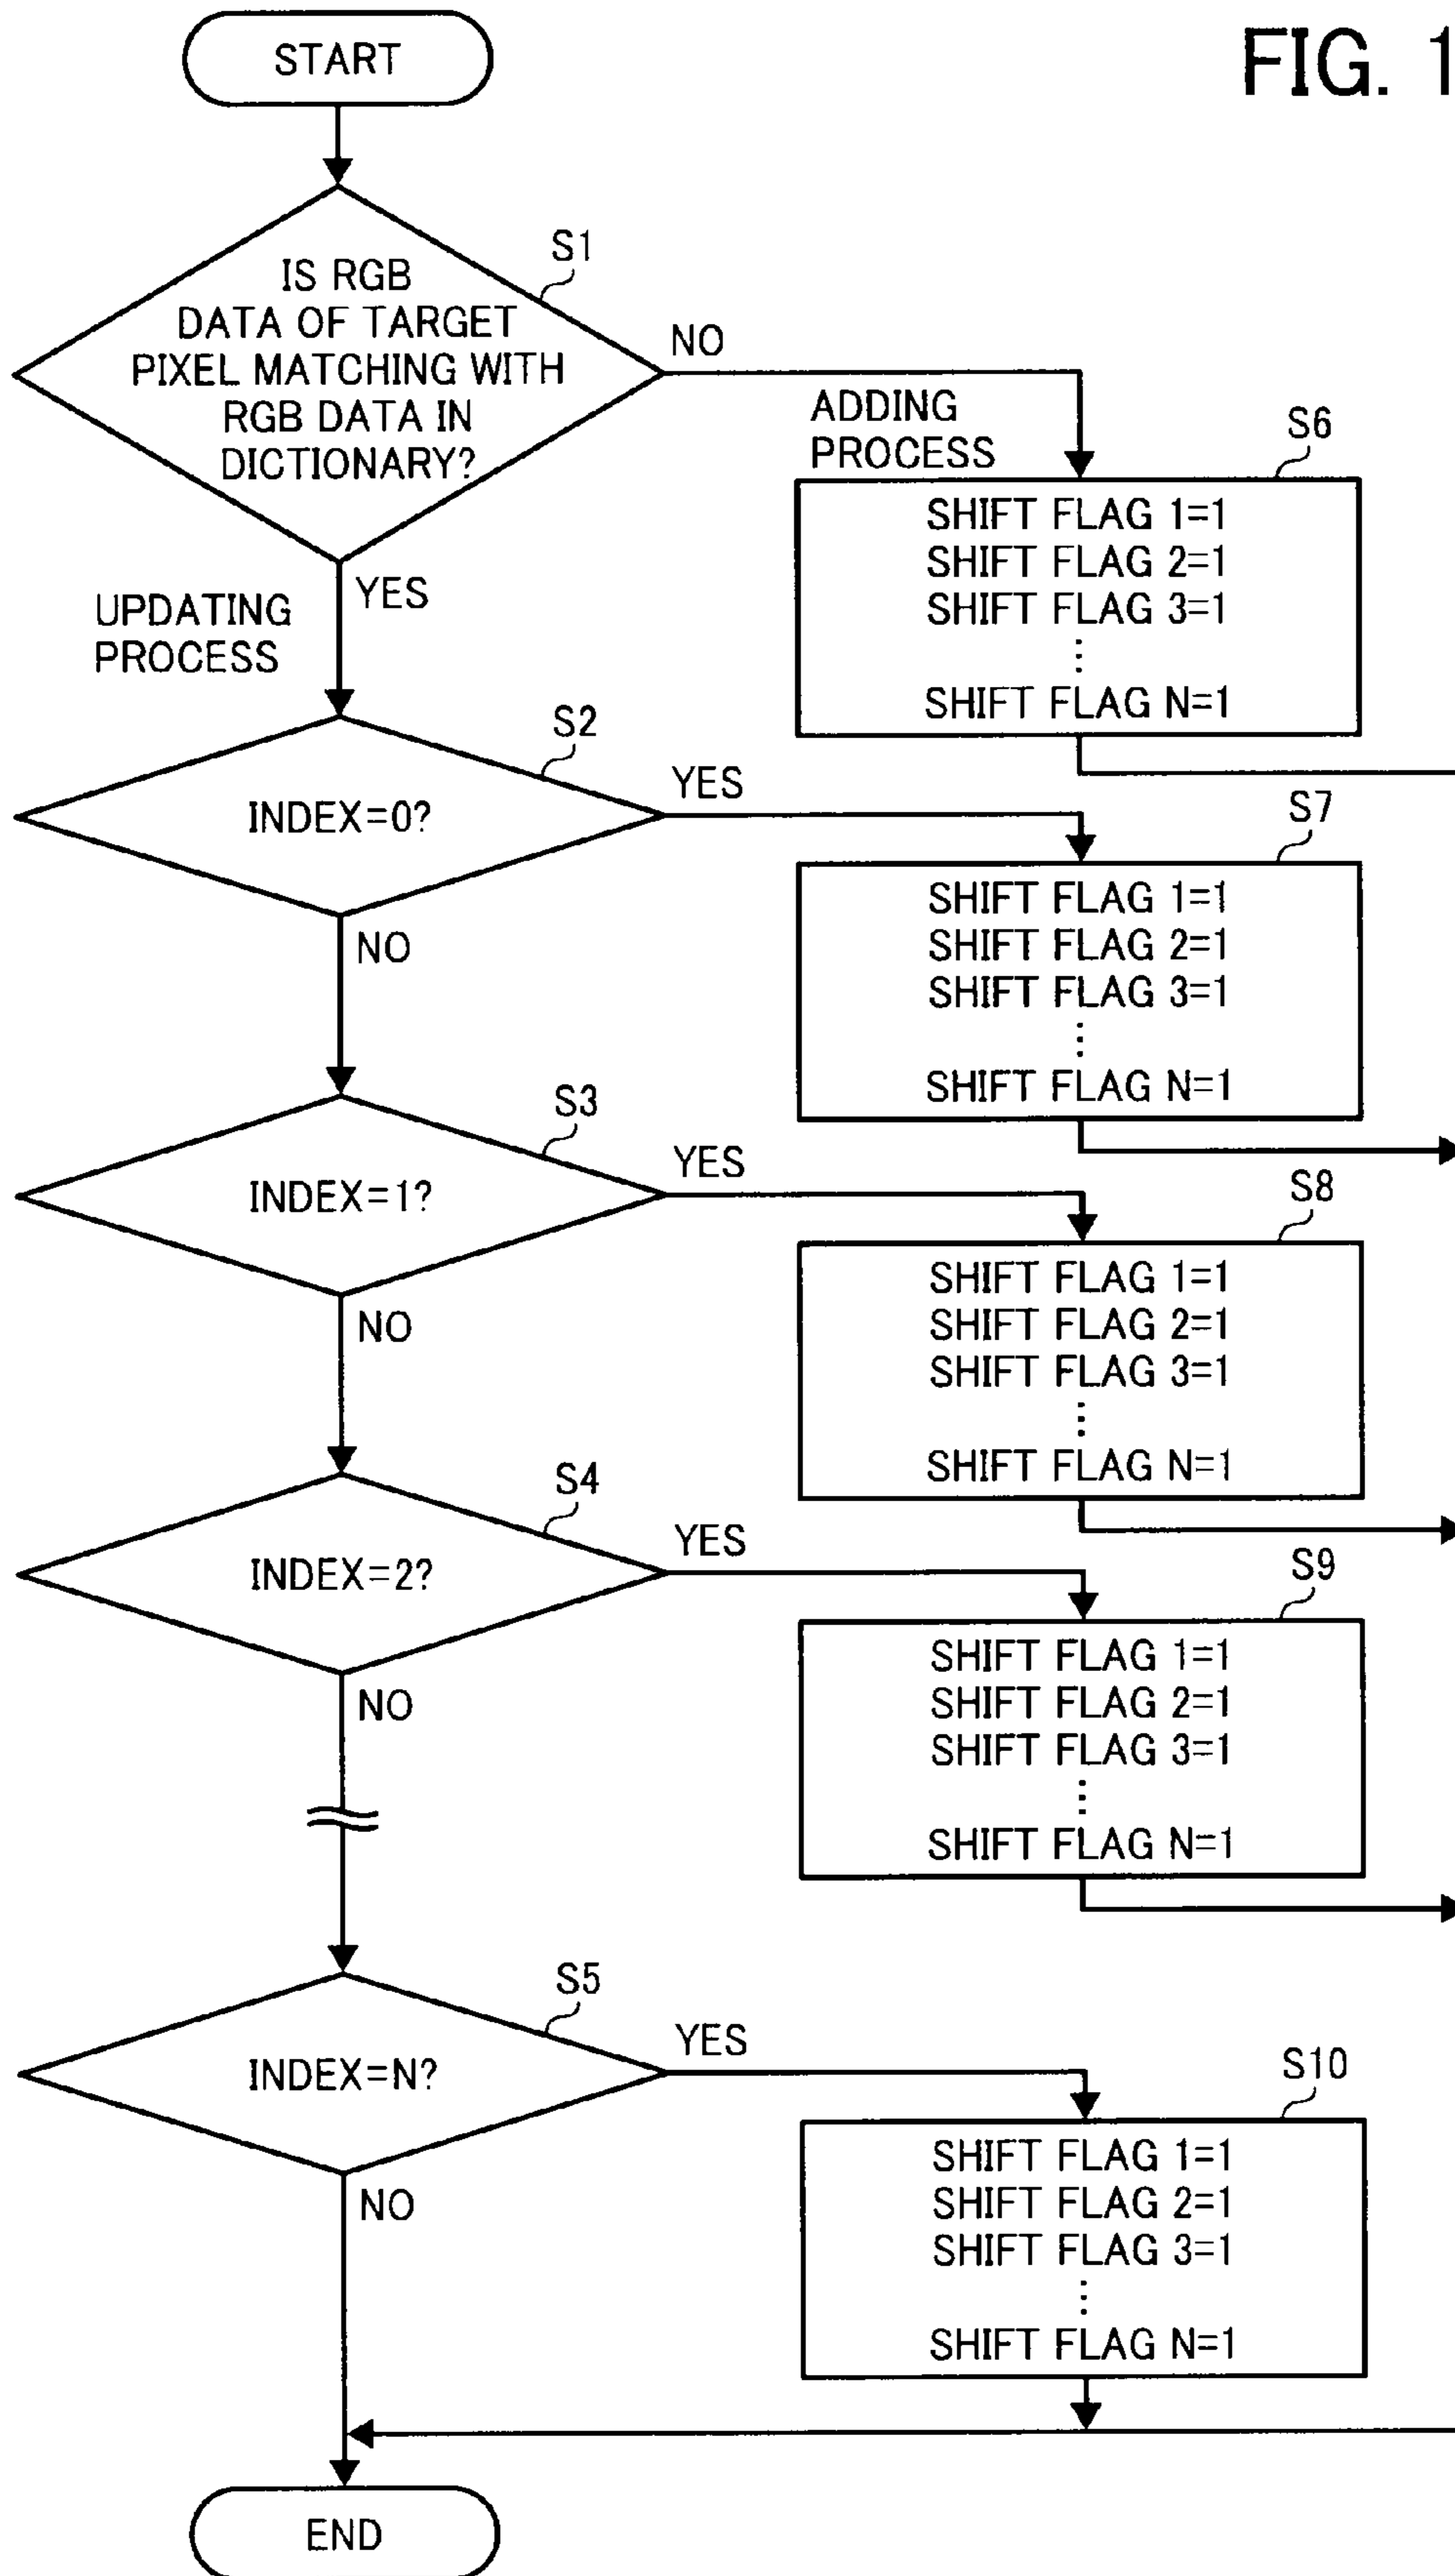 FIG. 1
START
S1
IS RGB
DATA OF TARGET
PIXEL MATCHING WITH
RGB DATA IN
DICTIONARY?
NO
ADDING
PROCESS
S6
SHIFT FLAG 1=1
SHIFT FLAG 2=1
SHIFT FLAG 3=1
⋮
SHIFT FLAG N=1
YES
UPDATING
PROCESS
S2
INDEX=0?
YES
S7
SHIFT FLAG 1=1
SHIFT FLAG 2=1
SHIFT FLAG 3=1
⋮
SHIFT FLAG N=1
NO
S3
INDEX=1?
YES
S8
SHIFT FLAG 1=1
SHIFT FLAG 2=1
SHIFT FLAG 3=1
⋮
SHIFT FLAG N=1
NO
S4
INDEX=2?
YES
S9
SHIFT FLAG 1=1
SHIFT FLAG 2=1
SHIFT FLAG 3=1
⋮
SHIFT FLAG N=1
NO
S5
INDEX=N?
YES
S10
SHIFT FLAG 1=1
SHIFT FLAG 2=1
SHIFT FLAG 3=1
⋮
SHIFT FLAG N=1
NO
END